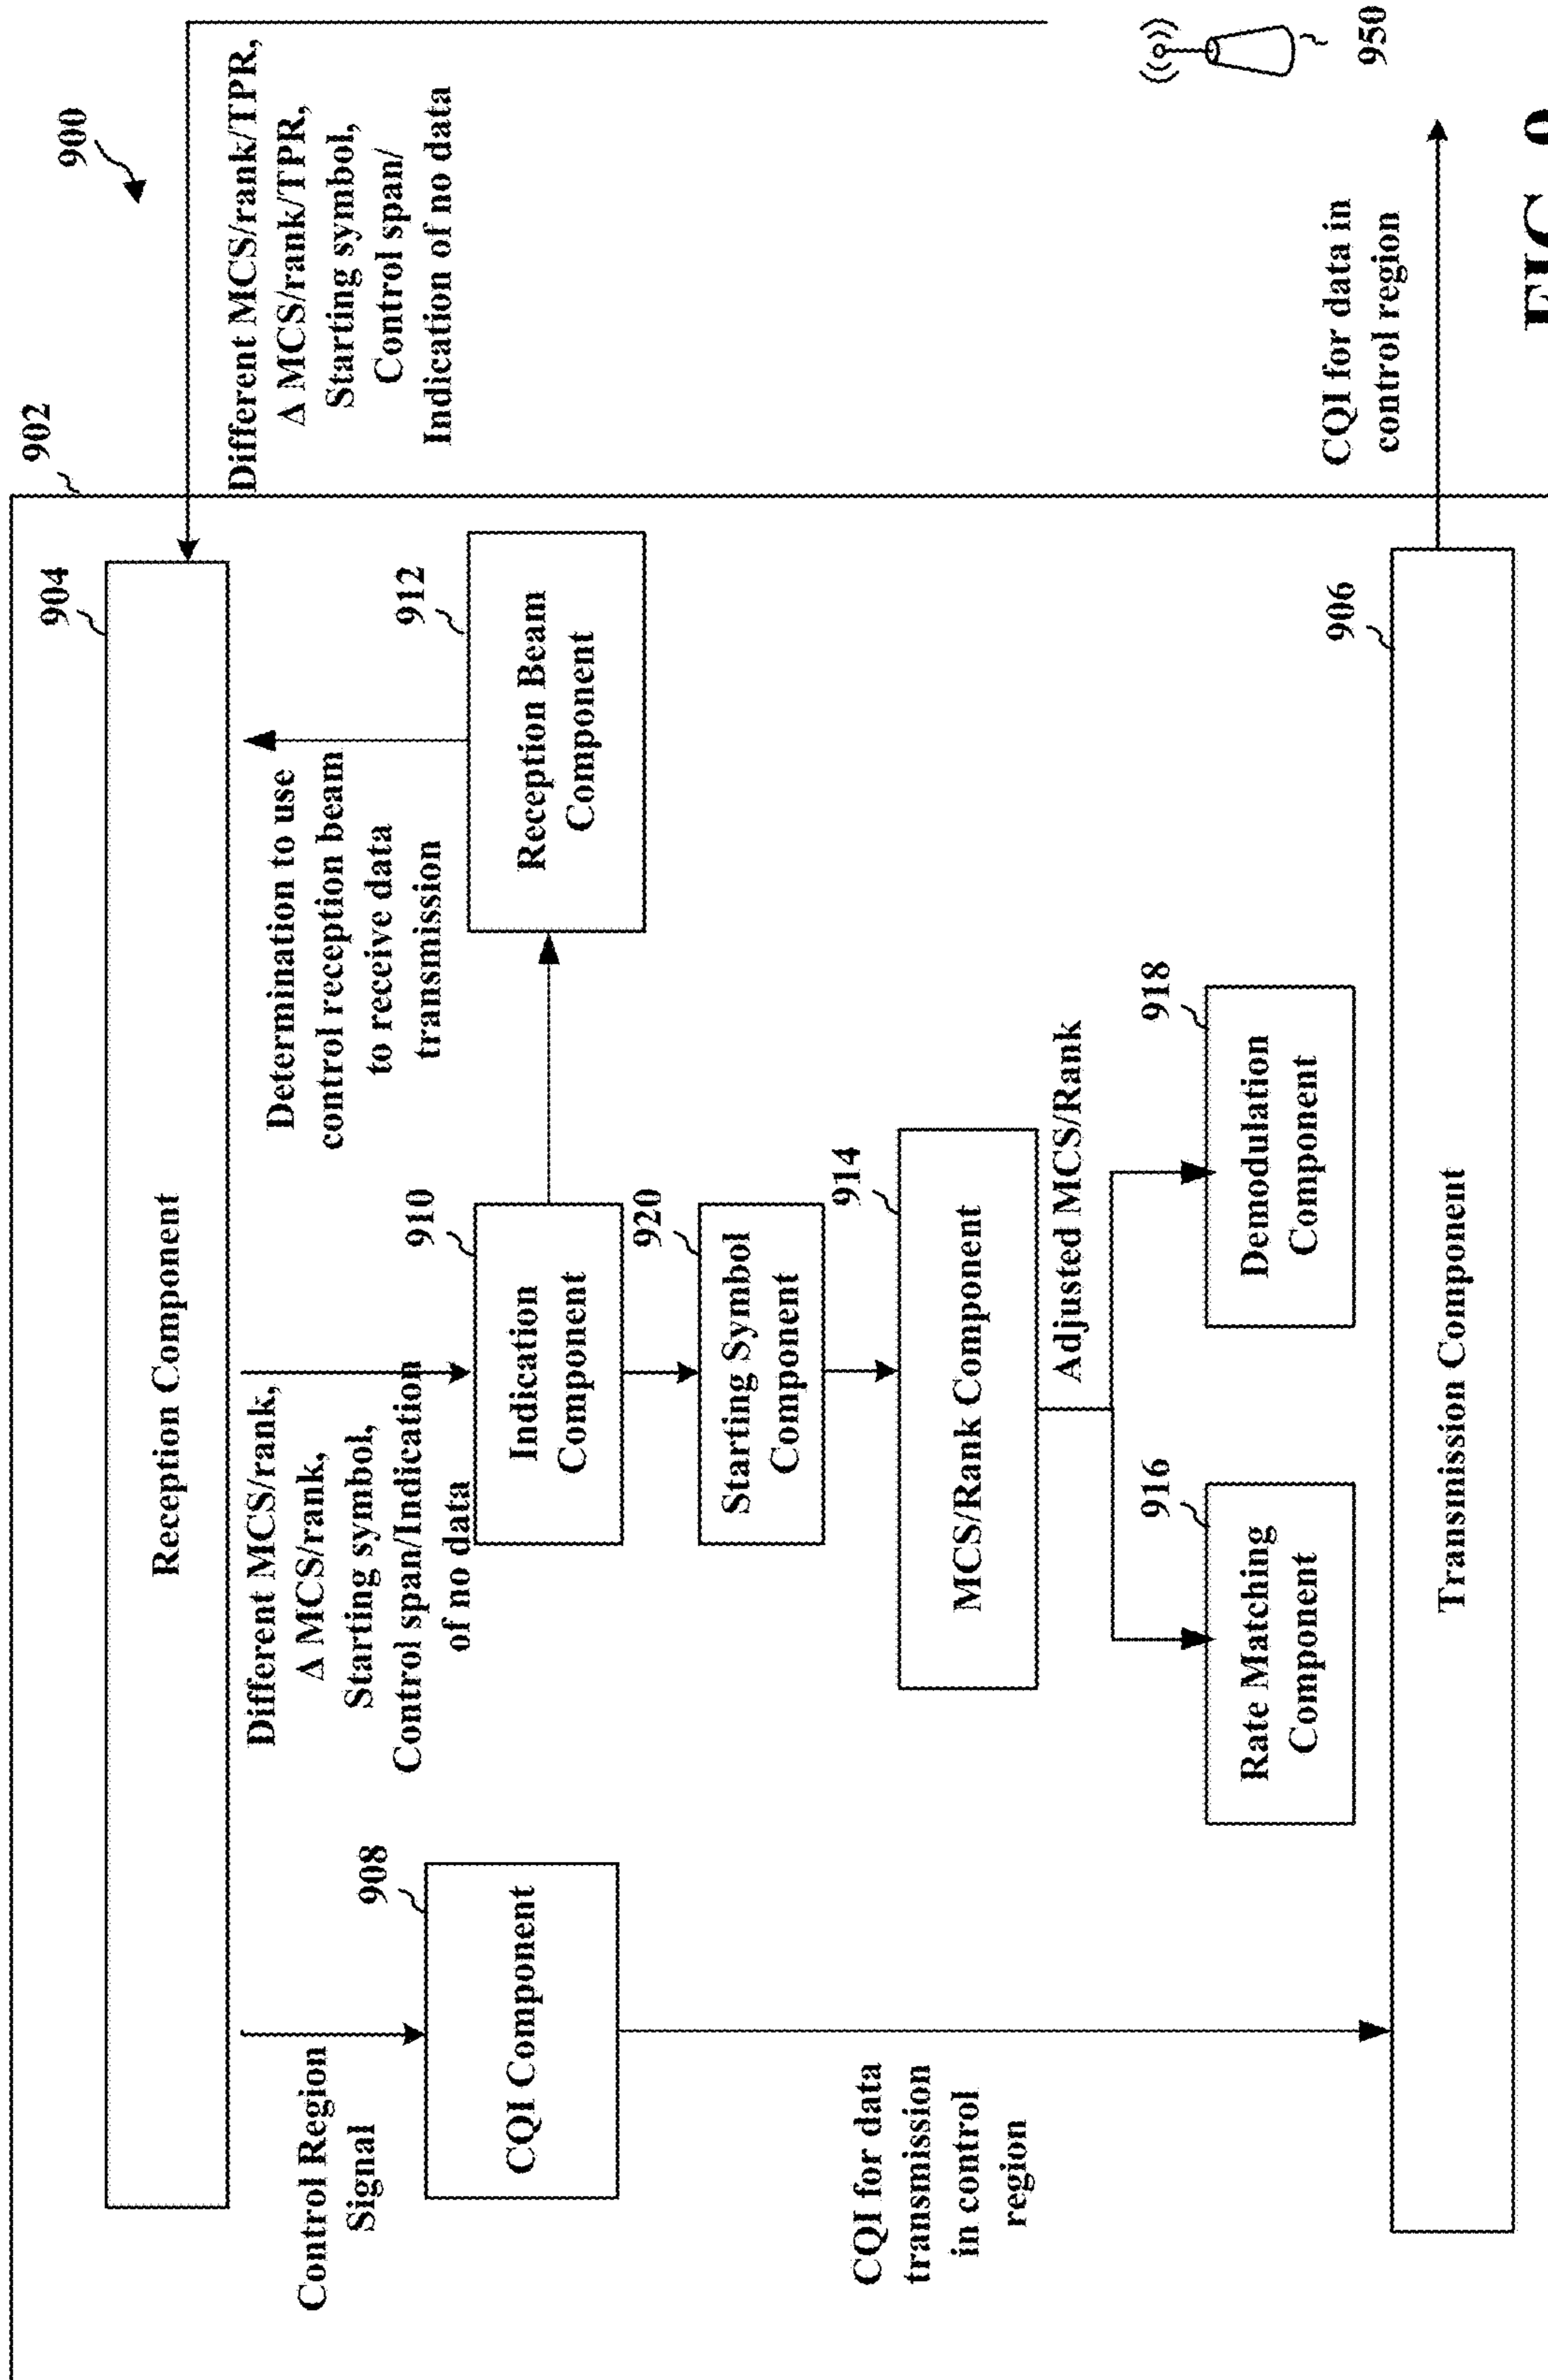 900
902
Different MCS/rank/TPR,
Δ MCS/rank/TPR,
Starting symbol,
Control span/
Indication of no data
904
Reception Component
Control Region
Signal
908
CQI Component
CQI for data
transmission
in control
region
Different MCS/rank,
Δ MCS/rank,
Starting symbol,
Control span/Indication
of no data
910
Indication
Component
Determination to use
control reception beam
to receive data
transmission
912
Reception Beam
Component
920
Starting Symbol
Component
914
MCS/Rank Component
Adjusted MCS/Rank
916
Rate Matching
Component
918
Demodulation
Component
906
Transmission Component
CQI for data in
control region
950